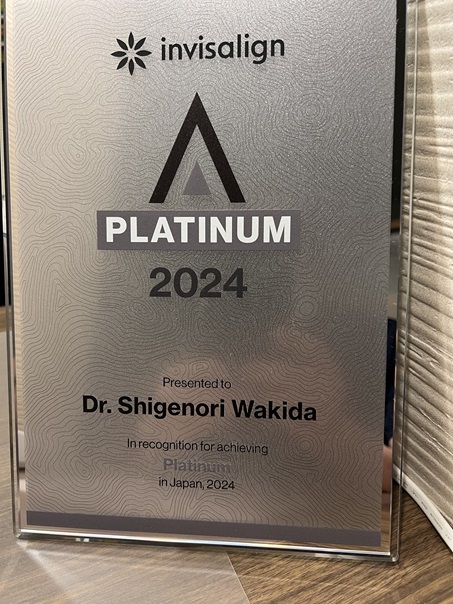 invisalign
PLATINUM
2024
Presented to
Dr. Shigenori Wakida
In recognition for achieving
Platinum
in Japan, 2024